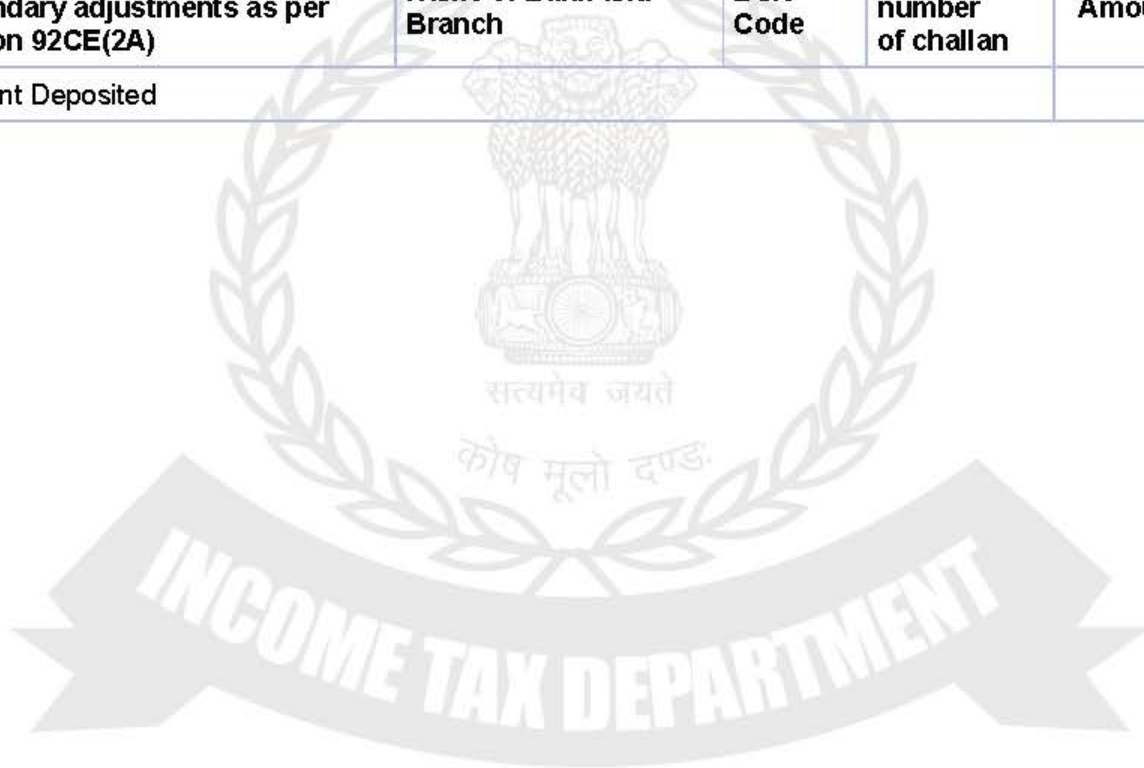 ndary adjustments as per
on 92CE(2A)
Branch
Code
number
of challan
Amou
nt Deposited
सत्यमेव जयते
कोष मूलो दण्डः
INCOME TAX DEPARTMENT